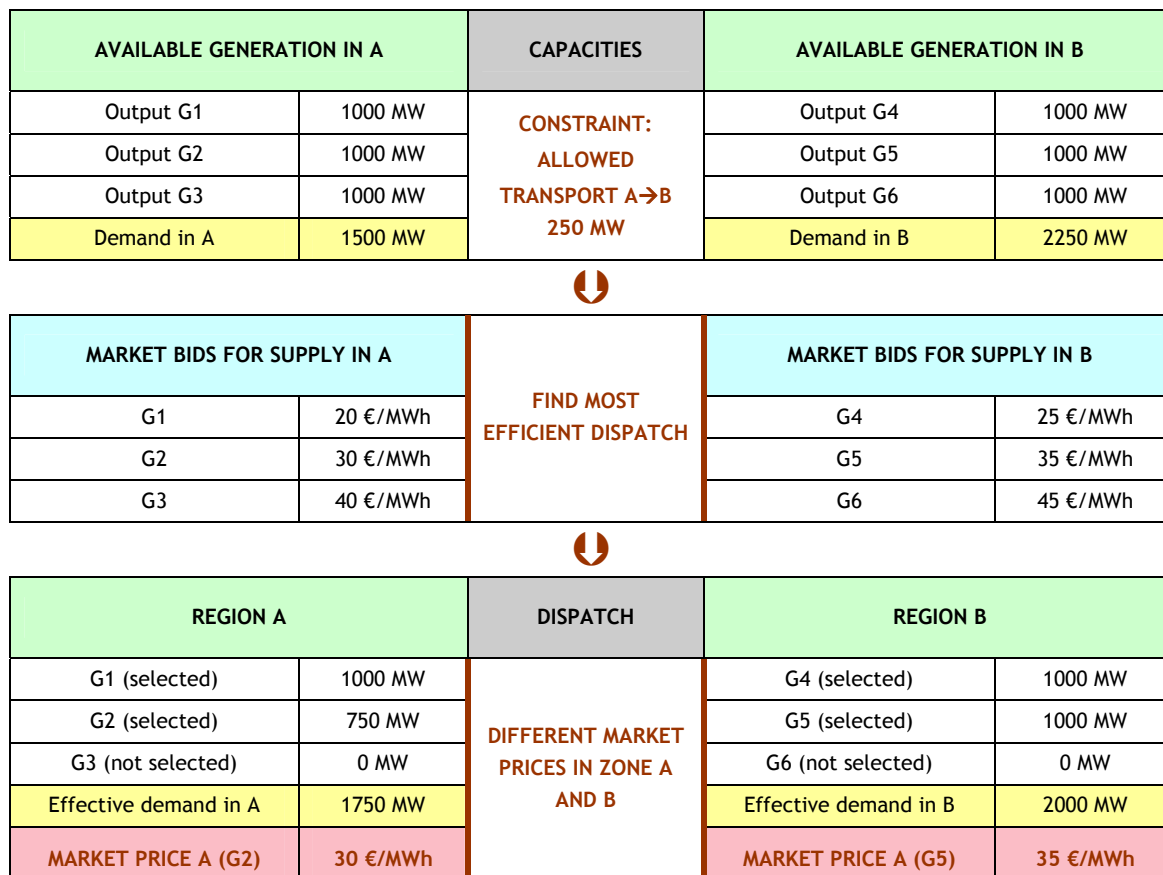 AVAILABLE GENERATION IN A
CAPACITIES
AVAILABLE GENERATION IN B
Output G1 1000 MW
Output G2 1000 MW
Output G3 1000 MW
Demand in A 1500 MW
CONSTRAINT:
ALLOWED
TRANSPORT A→B
250 MW
Output G4 1000 MW
Output G5 1000 MW
Output G6 1000 MW
Demand in B 2250 MW
MARKET BIDS FOR SUPPLY IN A
G1 20 €/MWh
G2 30 €/MWh
G3 40 €/MWh
FIND MOST
EFFICIENT DISPATCH
MARKET BIDS FOR SUPPLY IN B
G4 25 €/MWh
G5 35 €/MWh
G6 45 €/MWh
REGION A
DISPATCH
REGION B
G1 (selected) 1000 MW
G2 (selected) 750 MW
G3 (not selected) 0 MW
Effective demand in A 1750 MW
MARKET PRICE A (G2) 30 €/MWh
DIFFERENT MARKET
PRICES IN ZONE A
AND B
G4 (selected) 1000 MW
G5 (selected) 1000 MW
G6 (not selected) 0 MW
Effective demand in B 2000 MW
MARKET PRICE A (G5) 35 €/MWh